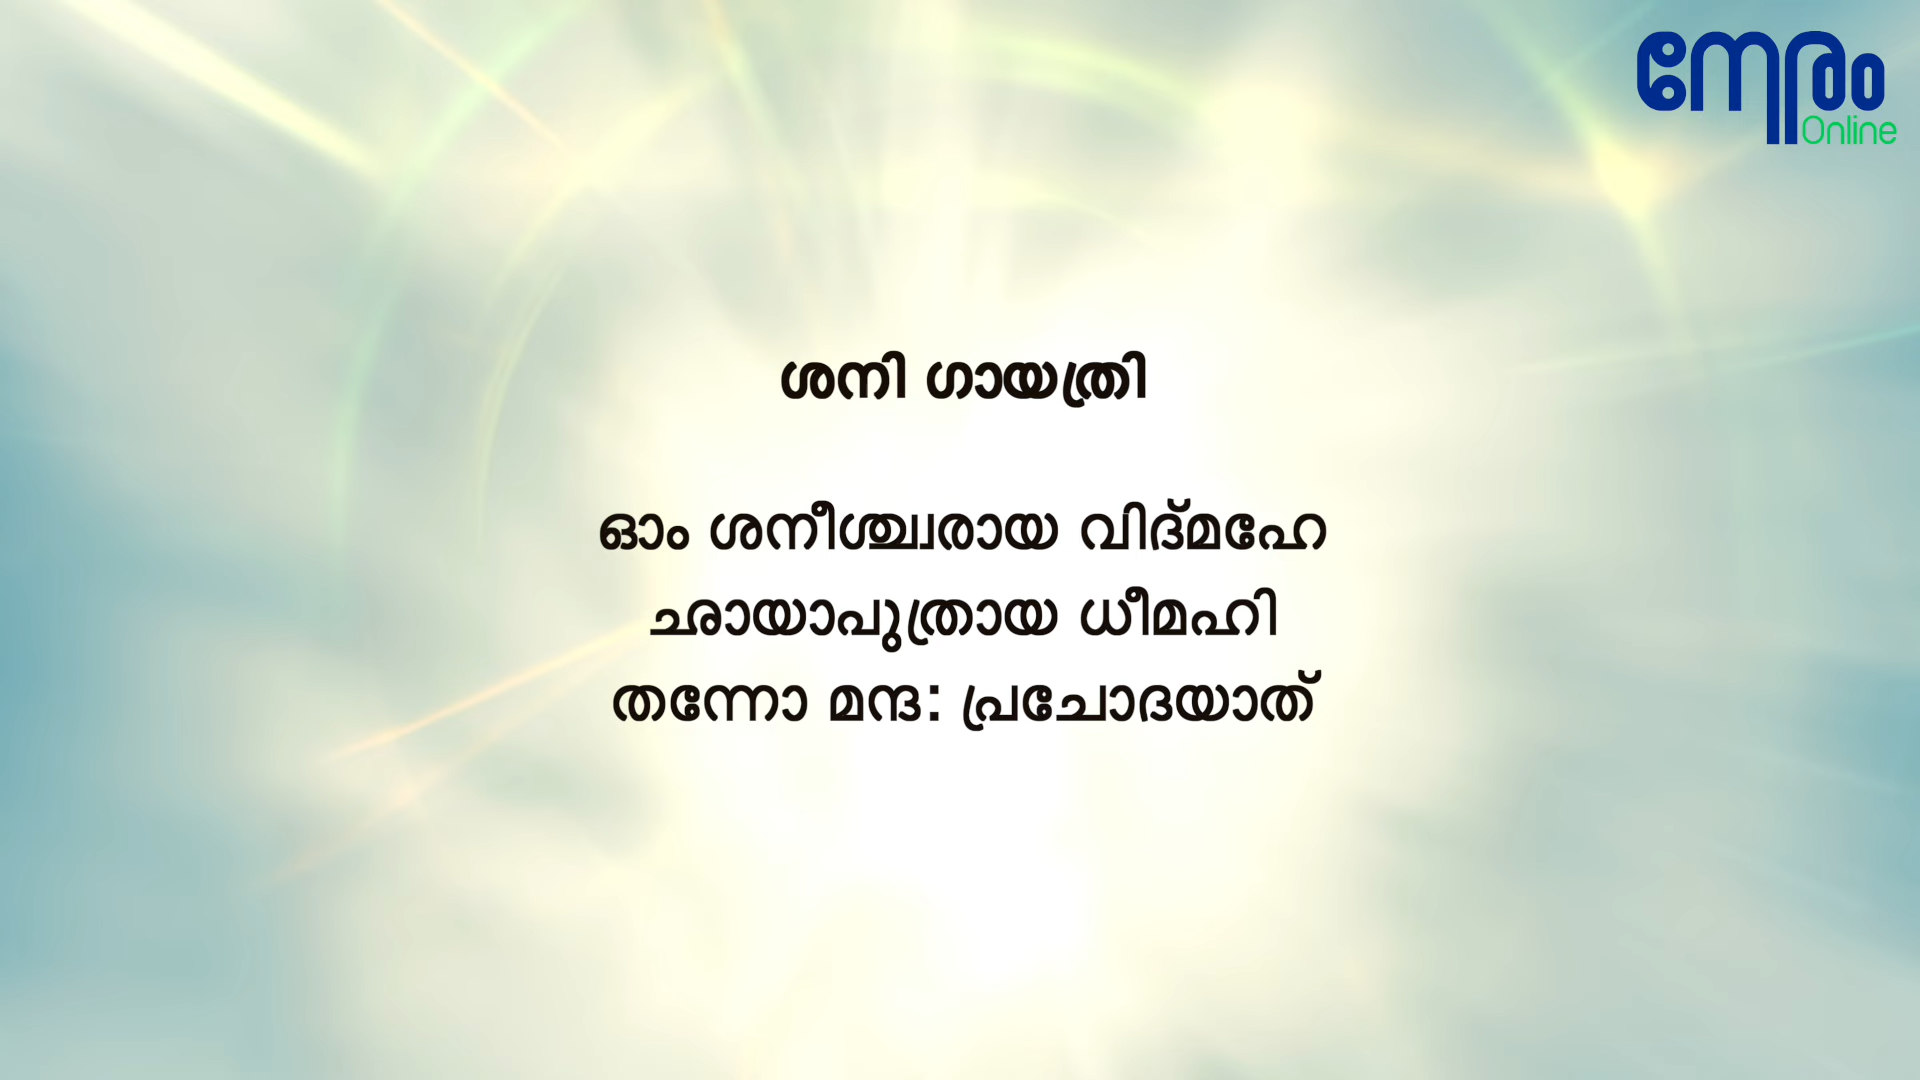 നേരം
Online
ശനി ഗായത്രി
ഓം ശനീശ്ചരായ വിദ്മഹേ
ഛായാപുത്രായ ധീമഹി
തന്നോ മന്ദ: പ്രചോദയാത്